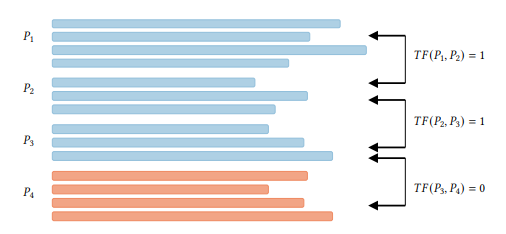 P1
TF(P1, P2) = 1
P2
TF(P2, P3) = 1
P3
TF(P3, P4) = 0
P4